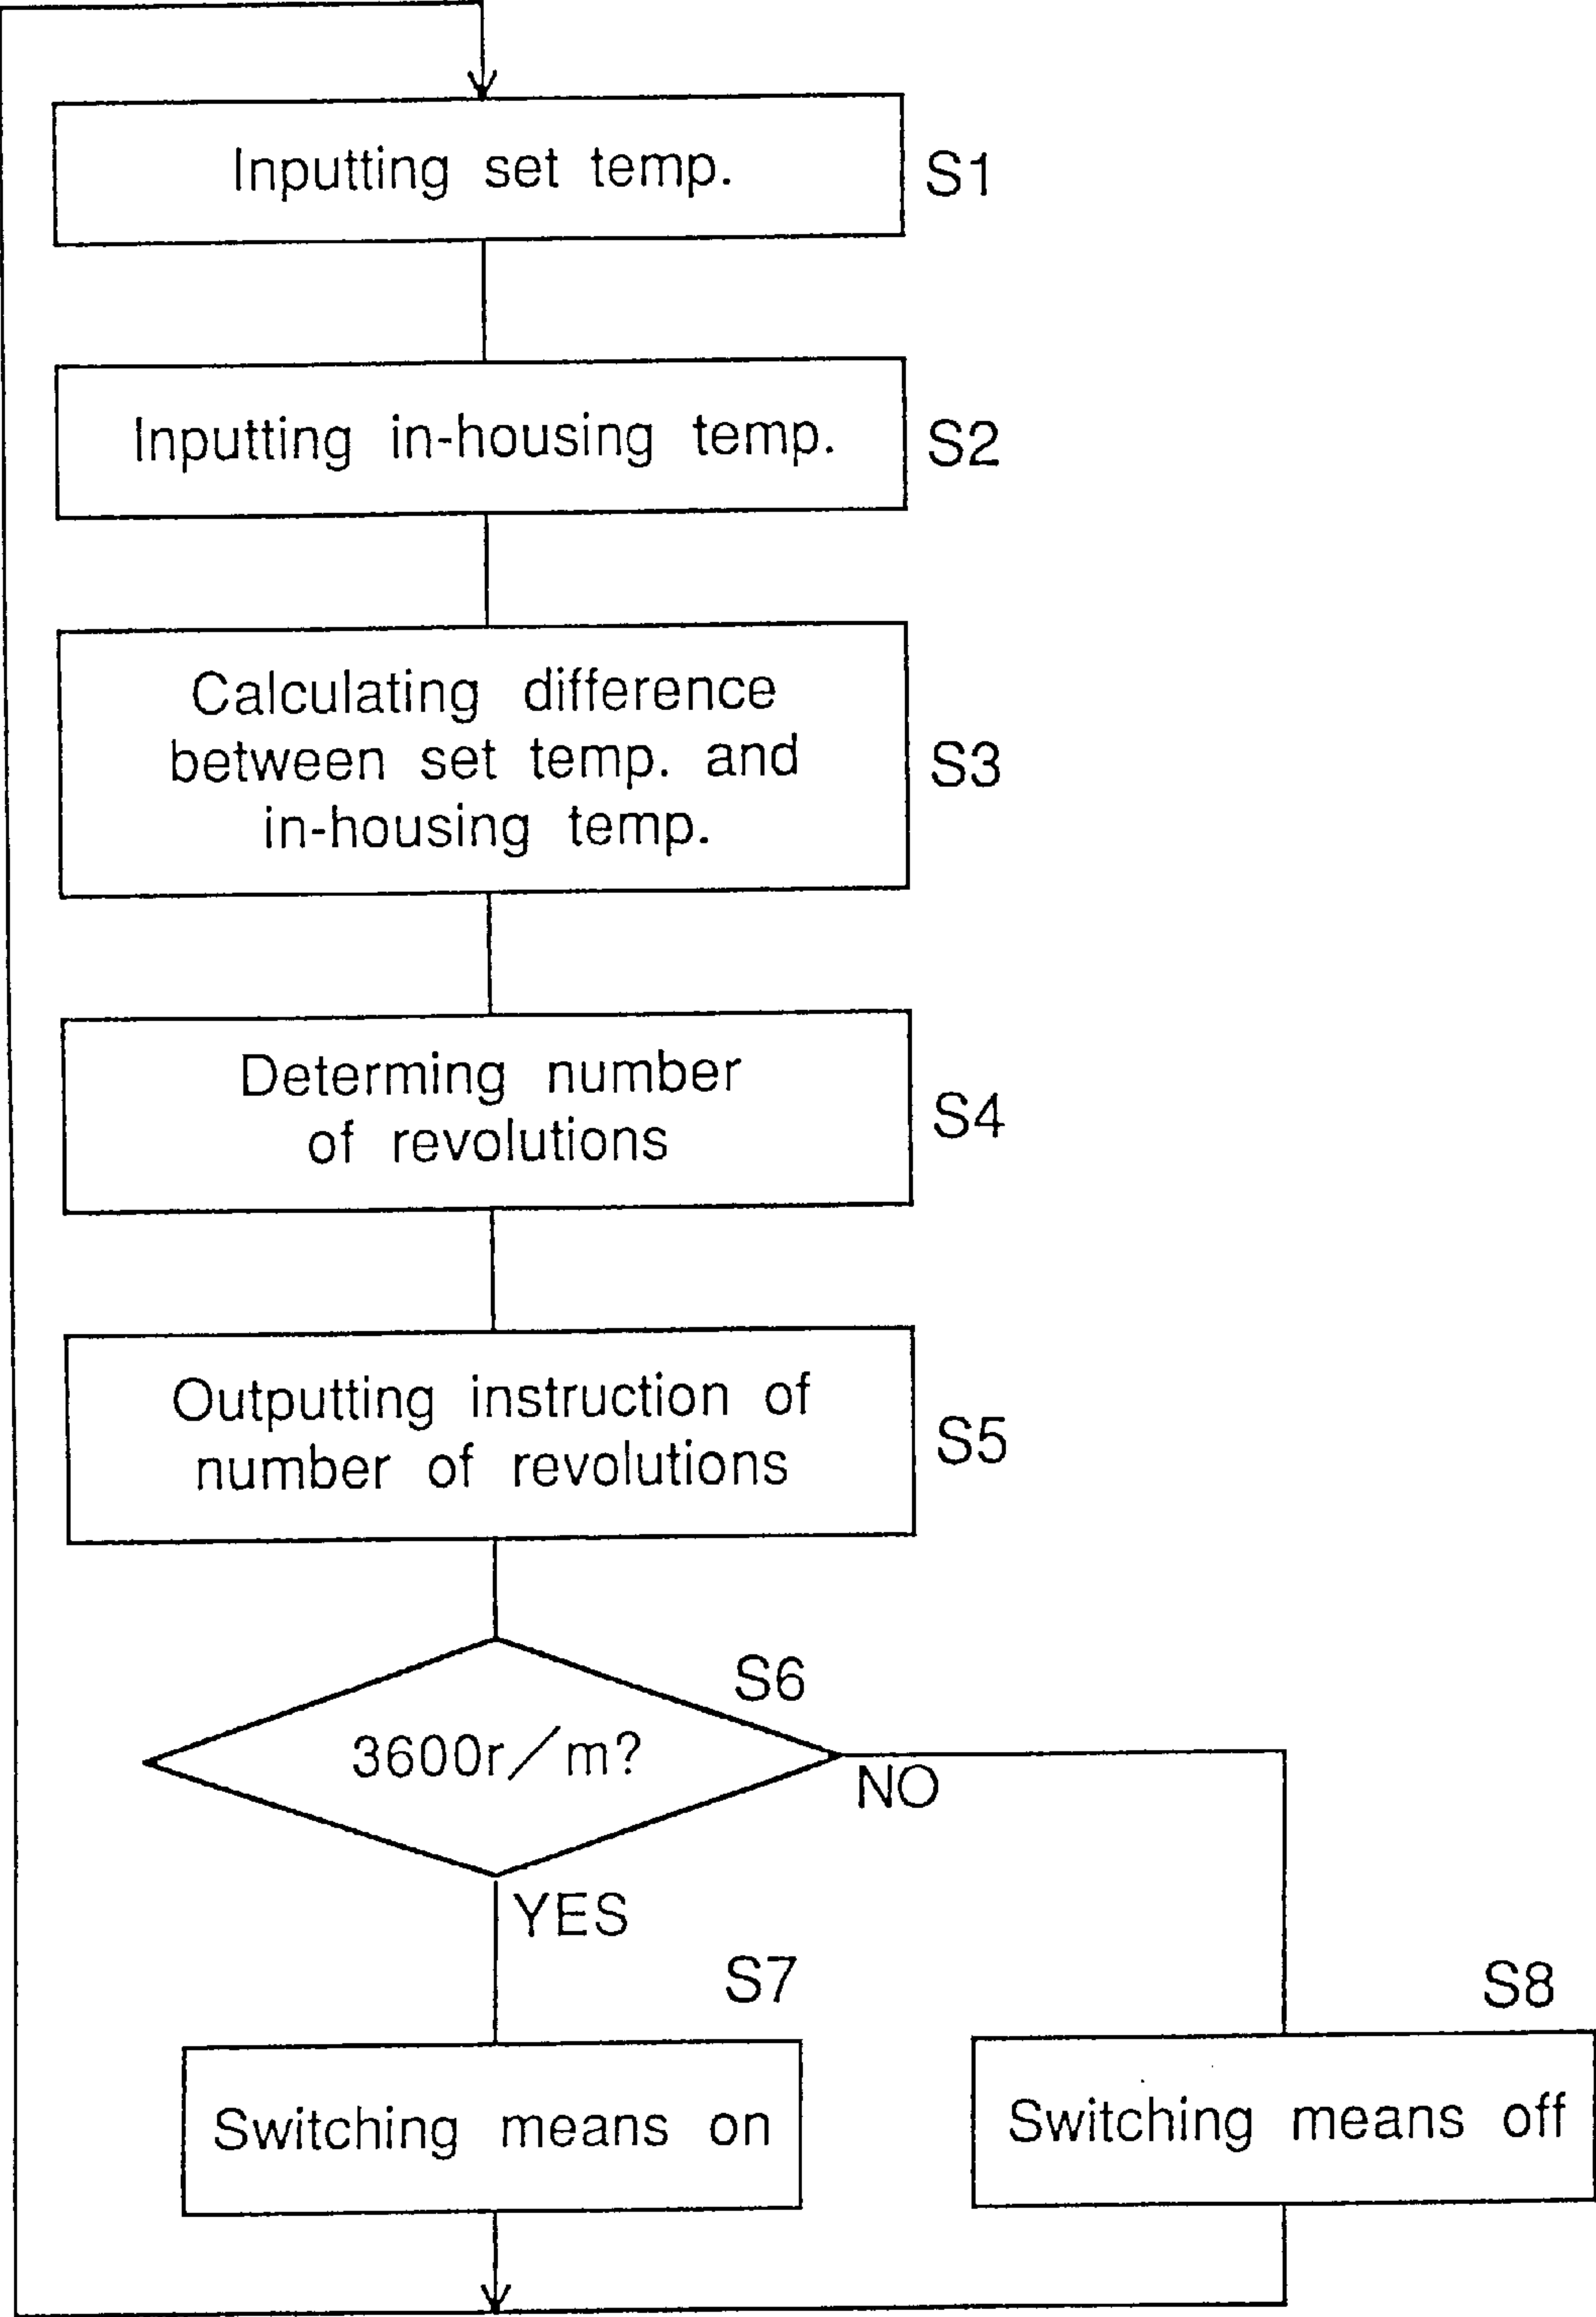 Inputting set temp.
S1
Inputting in-housing temp.
S2
Calculating difference
between set temp. and
in-housing temp.
S3
Determing number
of revolutions
S4
Outputting instruction of
number of revolutions
S5
S6
3600r/m?
NO
YES
S7
S8
Switching means on
Switching means off